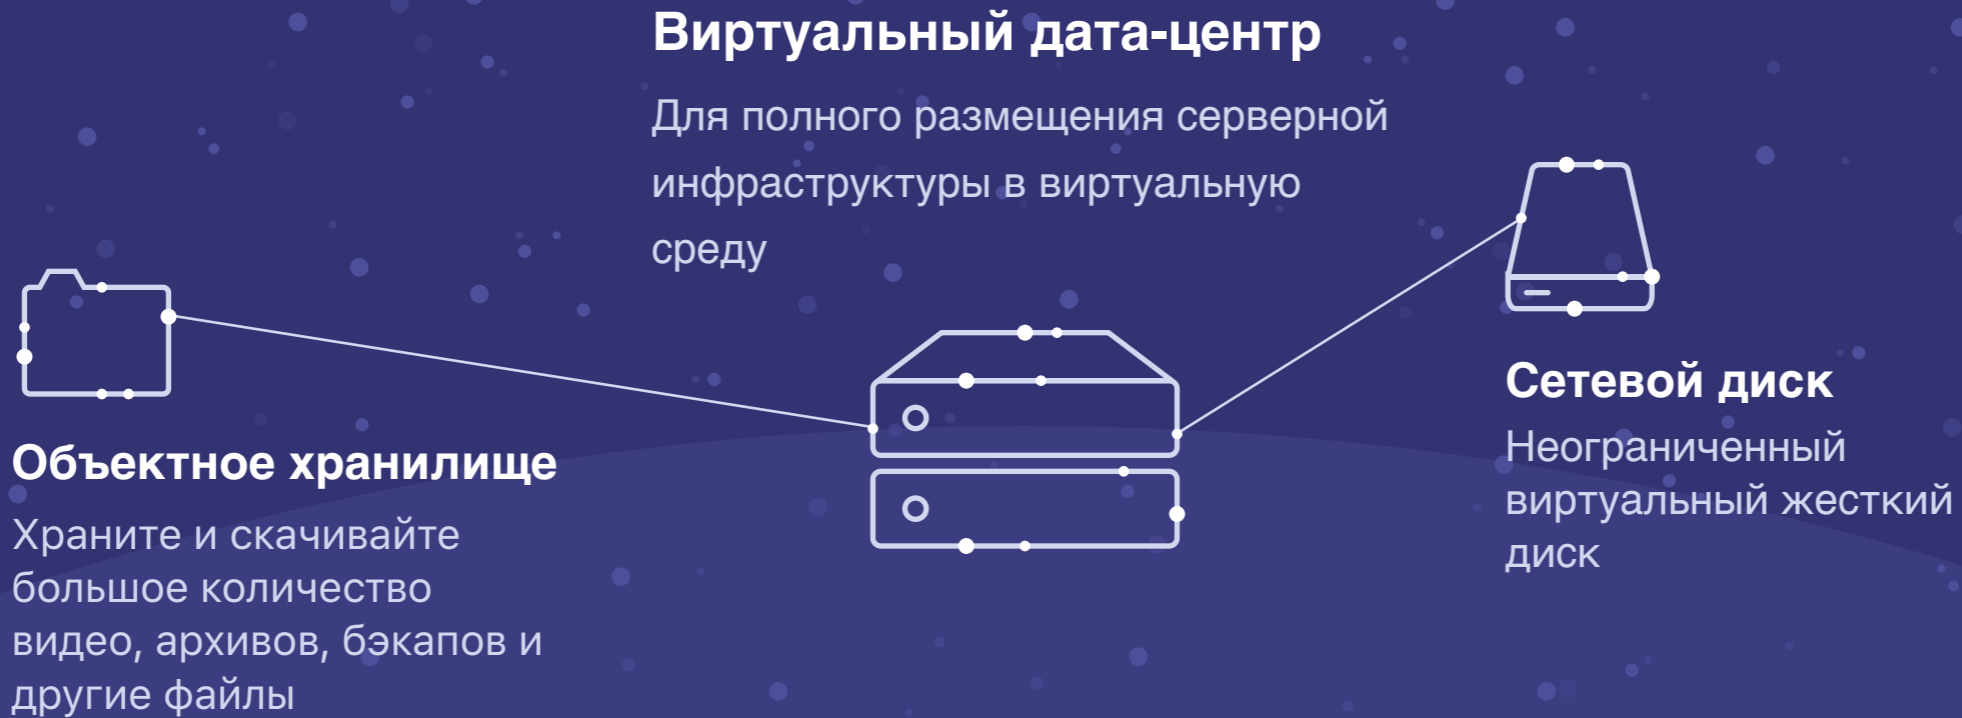 Виртуальный дата-центр
Для полного размещения серверной
инфраструктуры в виртуальную
среду
Объектное хранилище
Храните и скачивайте
большое количество
видео, архивов, бэкапов и
другие файлы
Сетевой диск
Неограниченный
виртуальный жесткий
диск